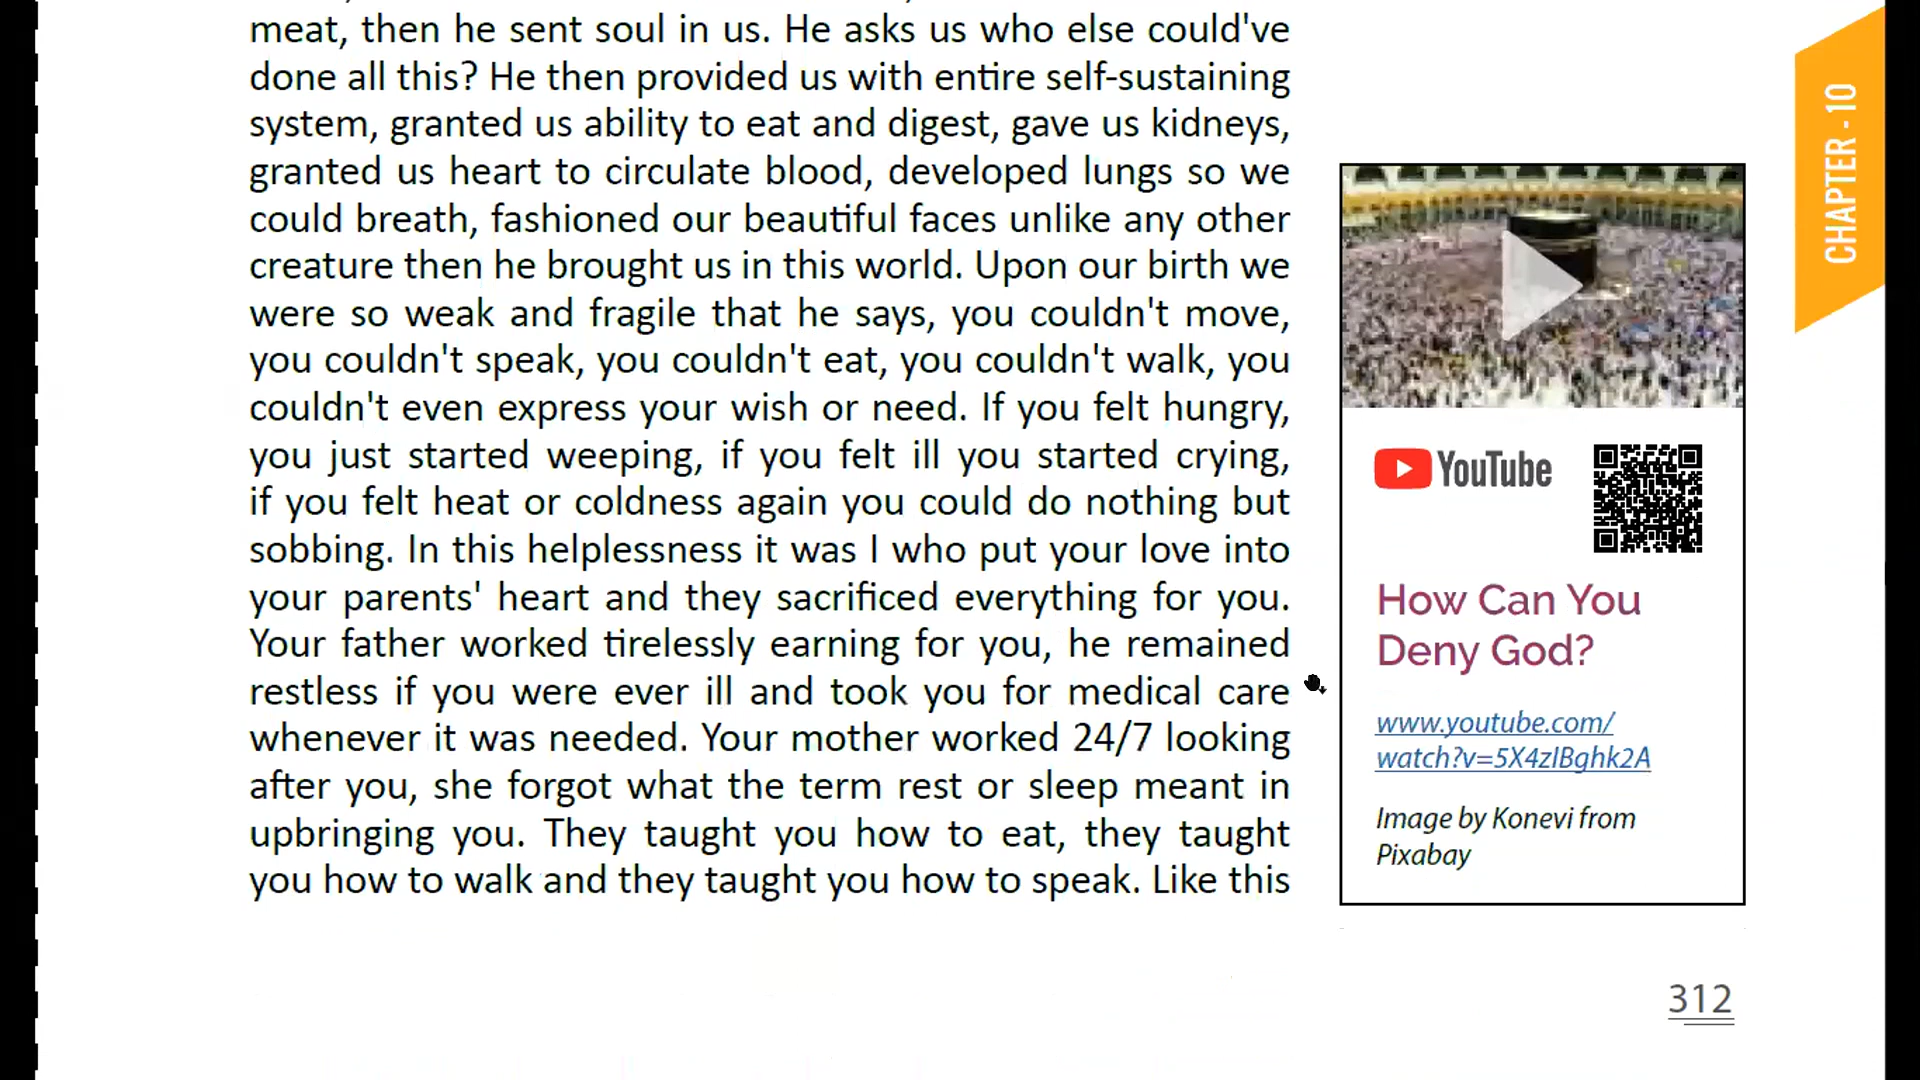 meat, then he sent soul in us. He asks us who else could've
done all this? He then provided us with entire self-sustaining
system, granted us ability to eat and digest, gave us kidneys,
granted us heart to circulate blood, developed lungs so we
could breath, fashioned our beautiful faces unlike any other
creature then he brought us in this world. Upon our birth we
were so weak and fragile that he says, you couldn't move,
you couldn't speak, you couldn't eat, you couldn't walk, you
couldn't even express your wish or need. If you felt hungry,
you just started weeping, if you felt ill you started crying,
if you felt heat or coldness again you could do nothing but
sobbing. In this helplessness it was I who put your love into
your parents' heart and they sacrificed everything for you.
Your father worked tirelessly earning for you, he remained
restless if you were ever ill and took you for medical care
whenever it was needed. Your mother worked 24/7 looking
after you, she forgot what the term rest or sleep meant in
upbringing you. They taught you how to eat, they taught
you how to walk and they taught you how to speak. Like this
CHAPTER - 10
YouTube
How Can You
Deny God?
www.youtube.com/
watch?v=5X4zIBghk2A
Image by Konevi from
Pixabay
312